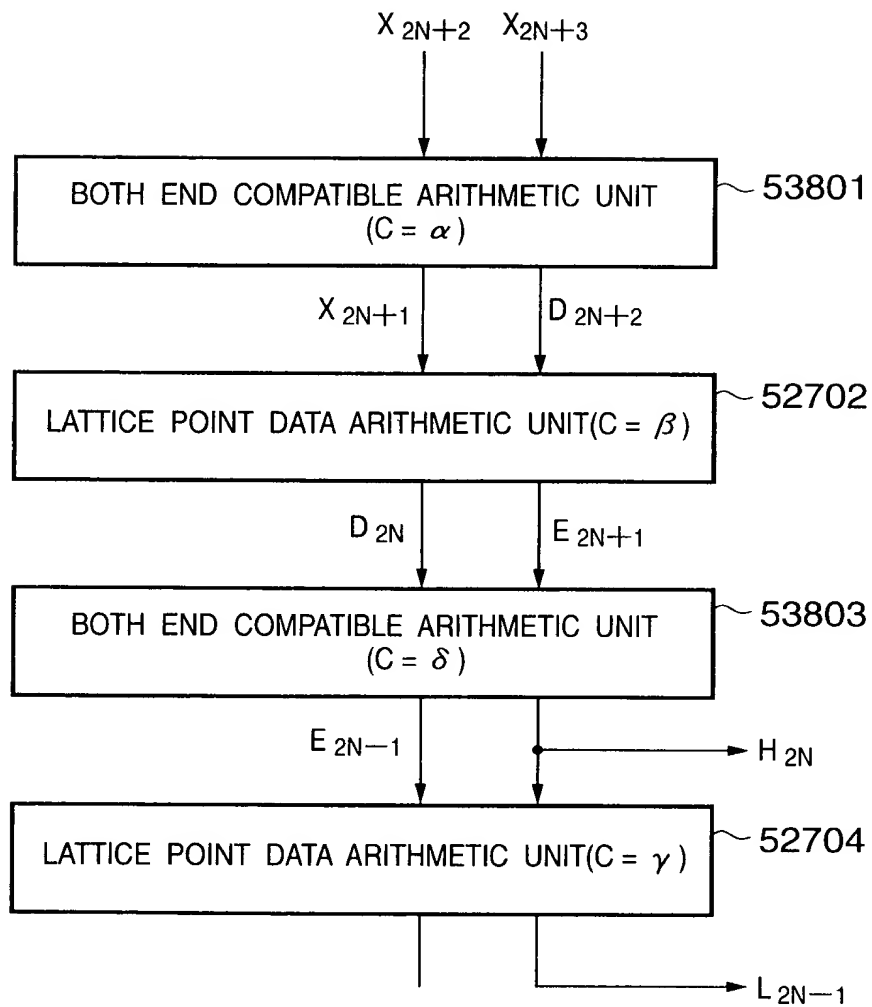 X 2N+2 X2N+3
BOTH END COMPATIBLE ARITHMETIC UNIT
(C = α)
53801
X 2N+1 D 2N+2
LATTICE POINT DATA ARITHMETIC UNIT(C = β)
52702
D 2N E 2N+1
BOTH END COMPATIBLE ARITHMETIC UNIT
(C = δ)
53803
E 2N−1
H 2N
LATTICE POINT DATA ARITHMETIC UNIT(C = γ)
52704
L 2N−1